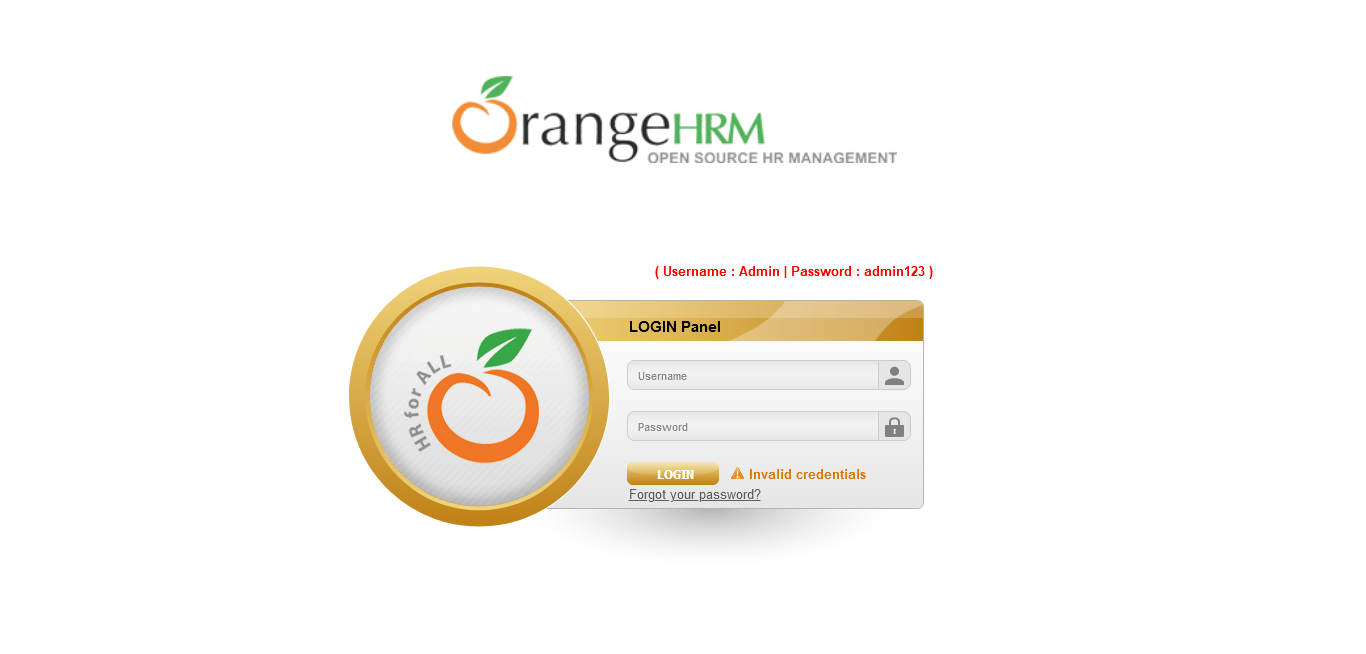 OrangeHRM
OPEN SOURCE HR MANAGEMENT
( Username : Admin | Password : admin123 )
LOGIN Panel
HR for ALL
Username
Password
LOGIN
Invalid credentials
Forgot your password?